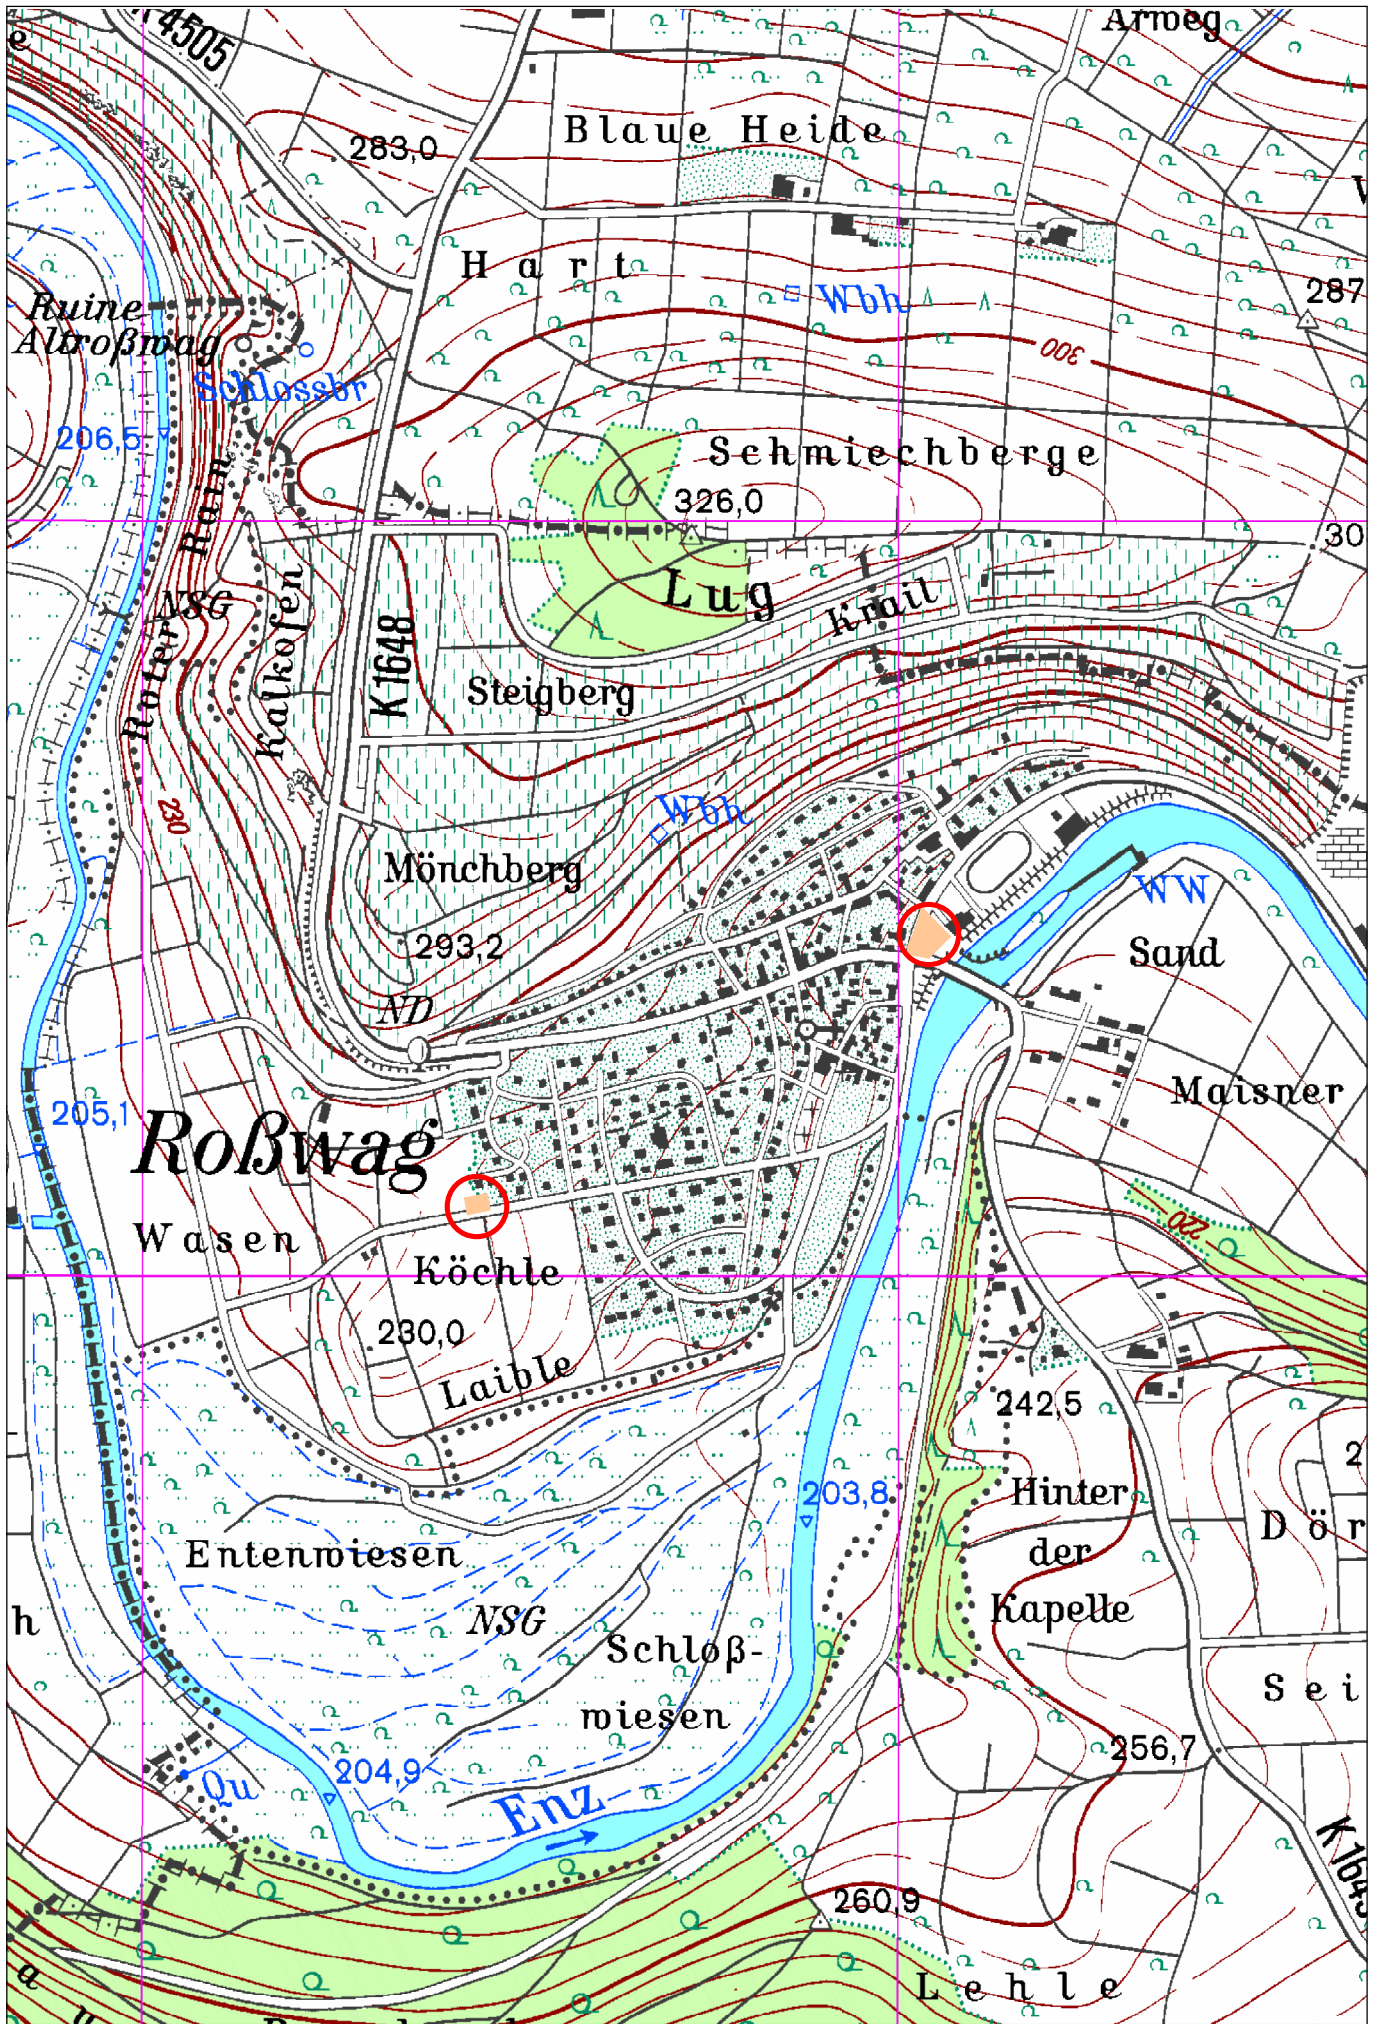 K 4505
Arweg
e
283,0
Blaue Heide
Hart
Wbh
287
Ruine
Altroßwag
Schlossbr
300
206,5
Schmiechberge
326,0
30
Rain
Roter
NSG
Kalkofen
K 1648
Lug
Krail
Steigberg
230
Wbh
Mönchberg
293,2
WW
Sand
ND
Maisner
205,1
Roßwag
Wasen
Köchle
220
230,0
Laible
242,5
203,8
Hinter
der
Kapelle
2
Dör
Entenwiesen
h
NSG
Schloß-
wiesen
Sei
256,7
204,9
Qu
Enz
K 1645
260,9
Lehle
a